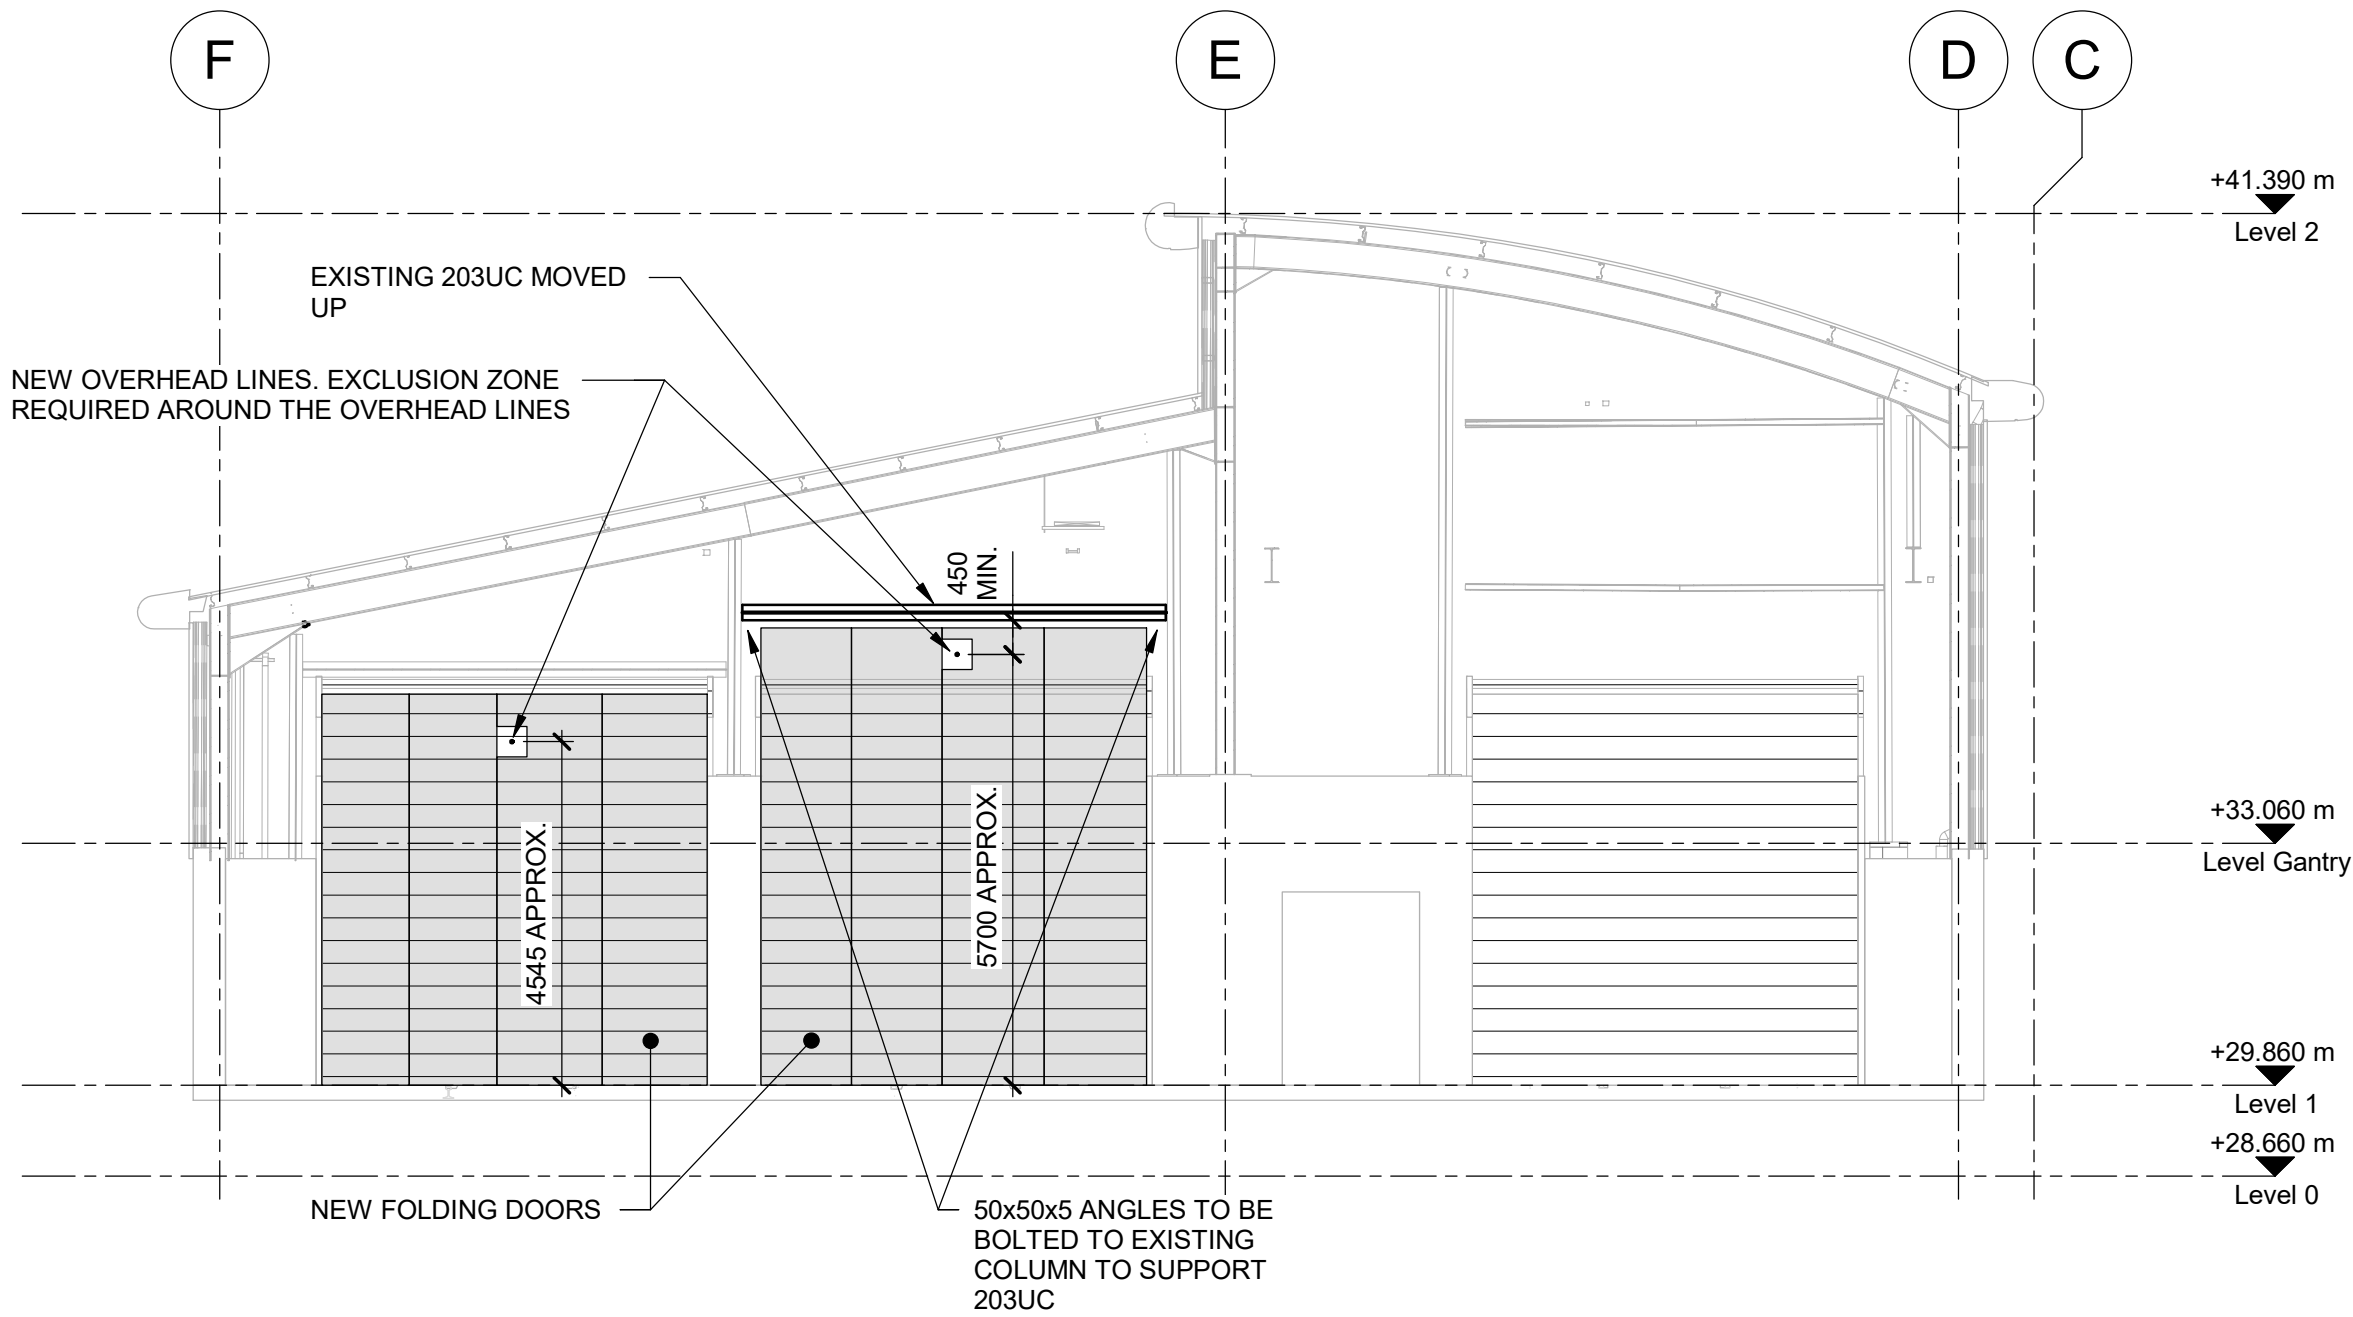 F
E
D
C
+41.390 m
Level 2
EXISTING 203UC MOVED
UP
NEW OVERHEAD LINES. EXCLUSION ZONE
REQUIRED AROUND THE OVERHEAD LINES
450
MIN.
+33.060 m
Level Gantry
4545 APPROX.
5700 APPROX.
+29.860 m
Level 1
+28.660 m
Level 0
NEW FOLDING DOORS
50x50x5 ANGLES TO BE
BOLTED TO EXISTING
COLUMN TO SUPPORT
203UC